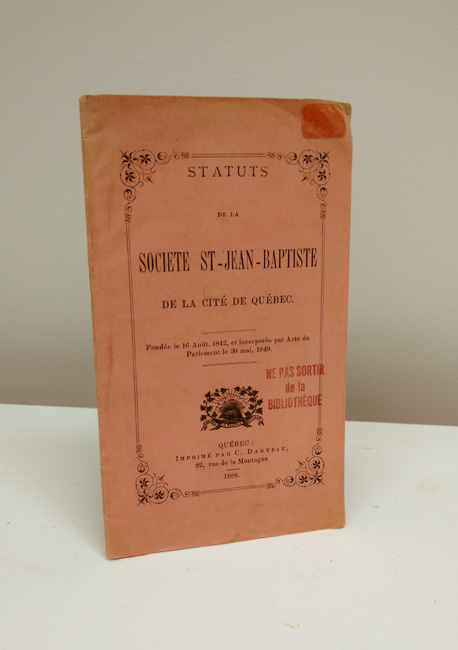 STATUTS
DE LA
SOCIETE ST-JEAN-BAPTISTE
DE LA CITÉ DE QUÉBEC.
Fondée le 16 Août, 1842, et incorporée par Acte du
Parlement le 30 mai, 1849.
NE PAS SORTIR
de la
BIBLIOTHÈQUE
QUÉBEC:
IMPRIMÉ PAR C. DARVEAU,
82, rue de la Montagne
1888.